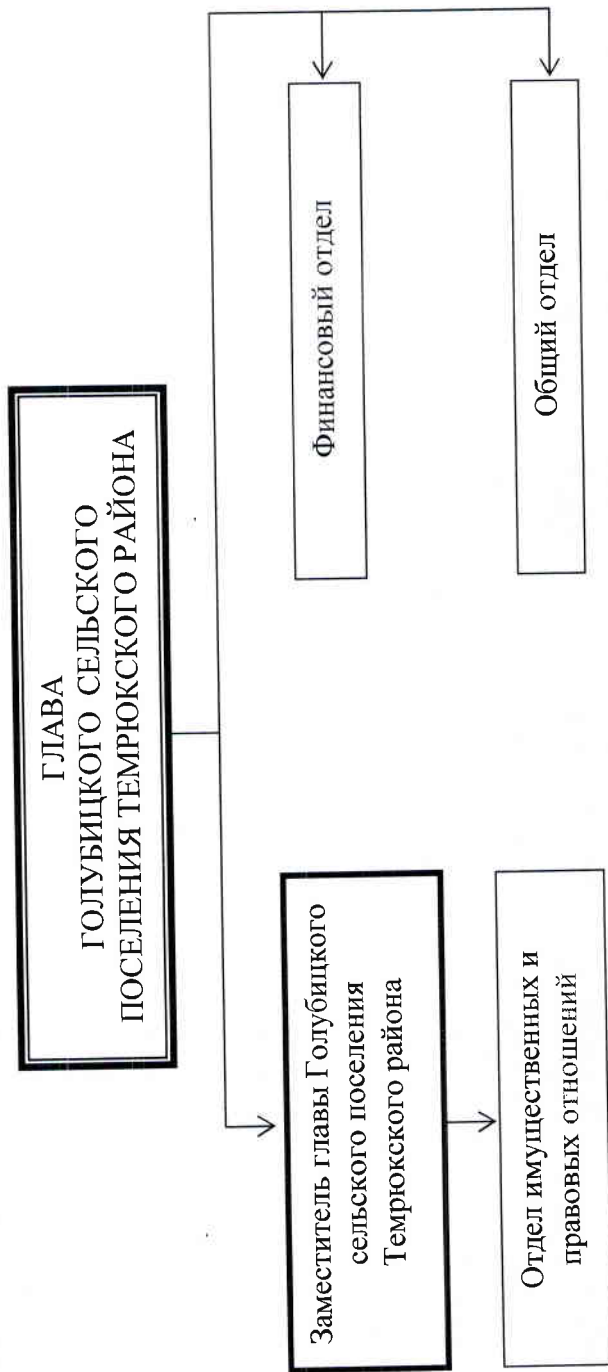 ГЛАВА
ГОЛУБИЦКОГО СЕЛЬСКОГО
ПОСЕЛЕНИЯ ТЕМРЮКСКОГО РАЙОНА
Заместитель главы Голубицкого
сельского поселения
Темрюкского района
Отдел имущественных и
правовых отношений
Финансовый отдел
Общий отдел